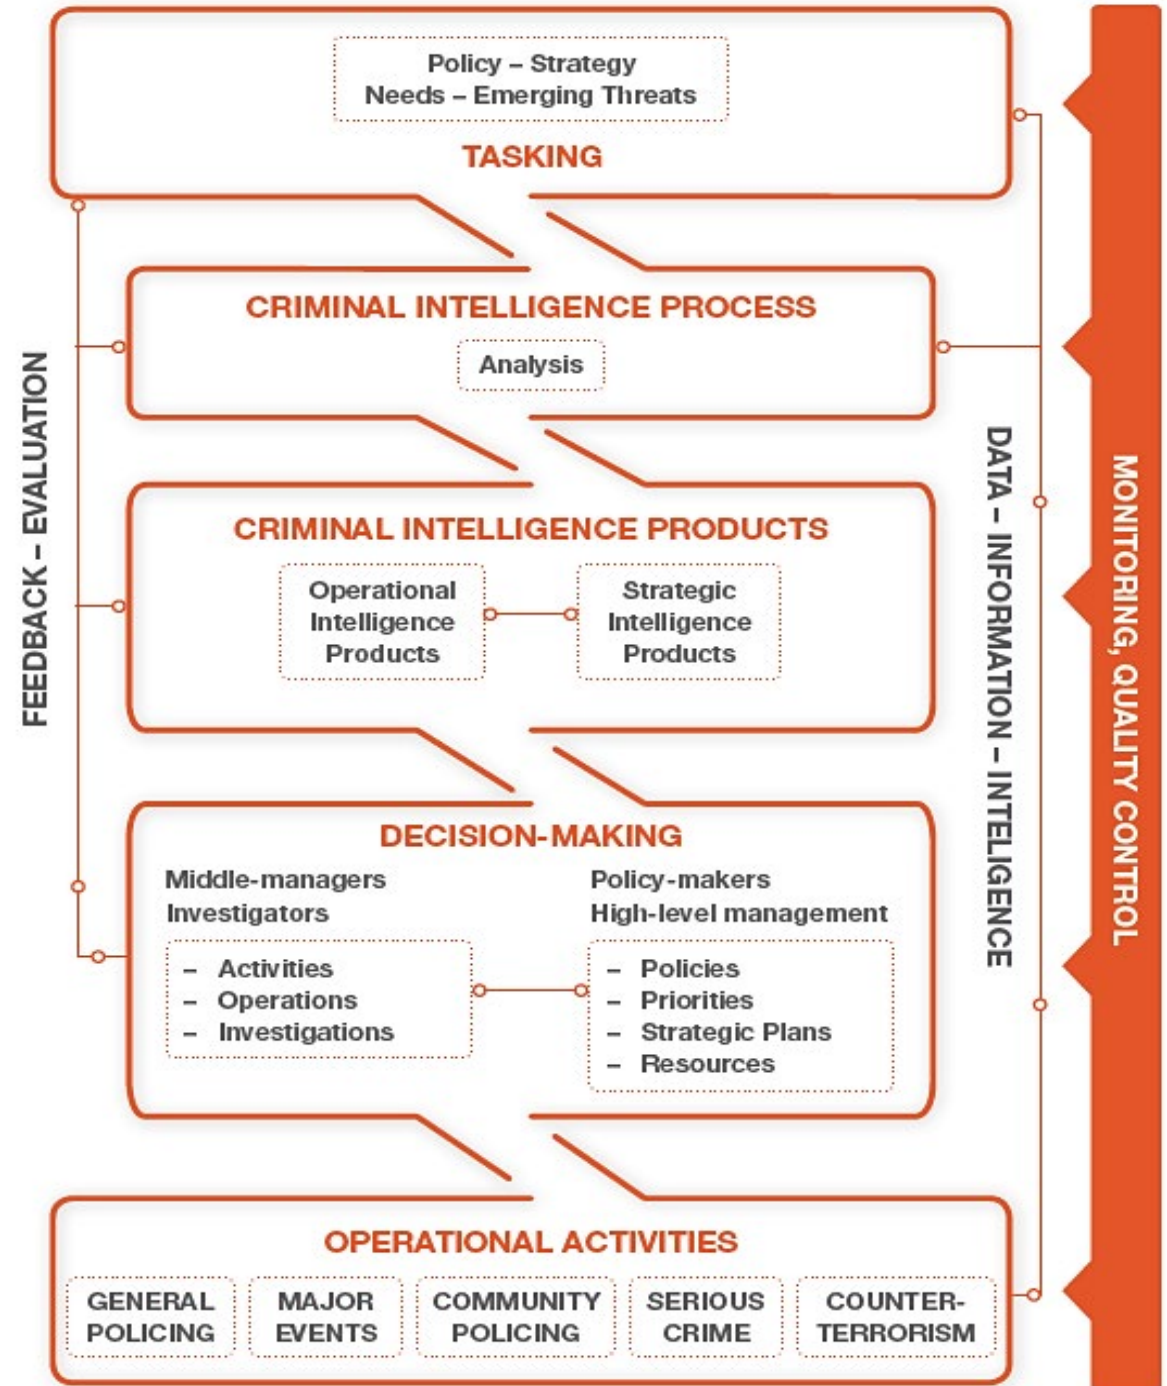 Policy – Strategy
Needs – Emerging Threats
TASKING
CRIMINAL INTELLIGENCE PROCESS
Analysis
CRIMINAL INTELLIGENCE PRODUCTS
Operational
Intelligence
Products
Strategic
Intelligence
Products
DECISION-MAKING
Middle-managers
Investigators
– Activities
– Operations
– Investigations
Policy-makers
High-level management
– Policies
– Priorities
– Strategic Plans
– Resources
OPERATIONAL ACTIVITIES
GENERAL
POLICING
MAJOR
EVENTS
COMMUNITY
POLICING
SERIOUS
CRIME
COUNTER-
TERRORISM
FEEDBACK – EVALUATION
DATA – INFORMATION – INTELIGENCE
MONITORING, QUALITY CONTROL